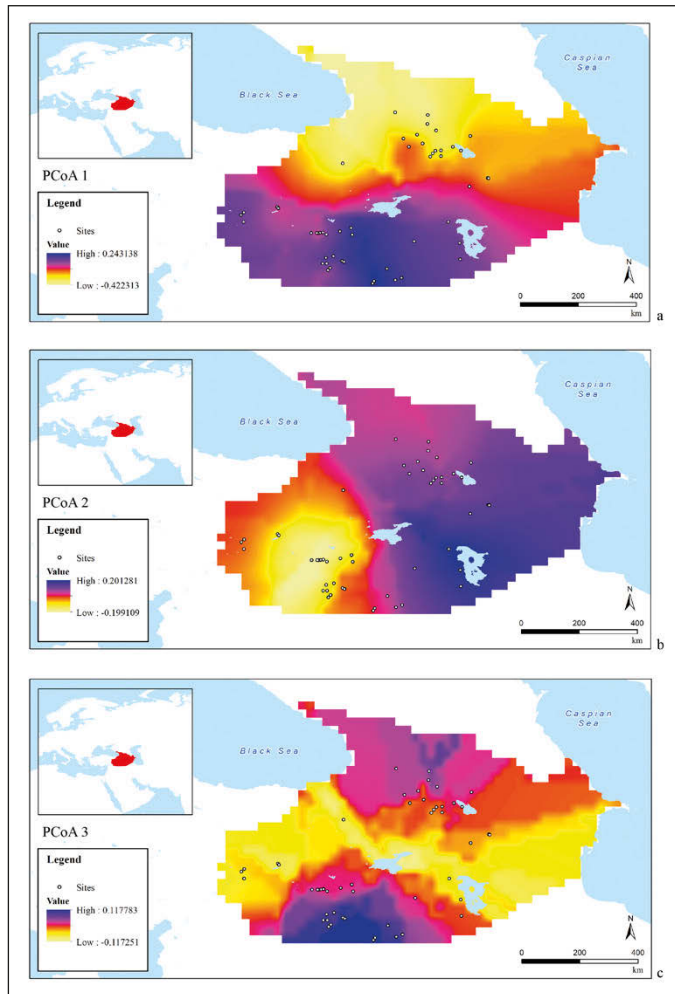 Black Sea
Caspian
Sea
PCoA 1
Legend
Sites
Value
High : 0.243138
Low : -0.422313
N
0 200 400
km
a
Black Sea
Caspian
Sea
PCoA 2
Legend
Sites
Value
High : 0.201281
Low : -0.199109
N
0 200 400
km
b
Black Sea
Caspian
Sea
PCoA 3
Legend
Sites
Value
High : 0.117783
Low : -0.117251
N
0 200 400
km
c